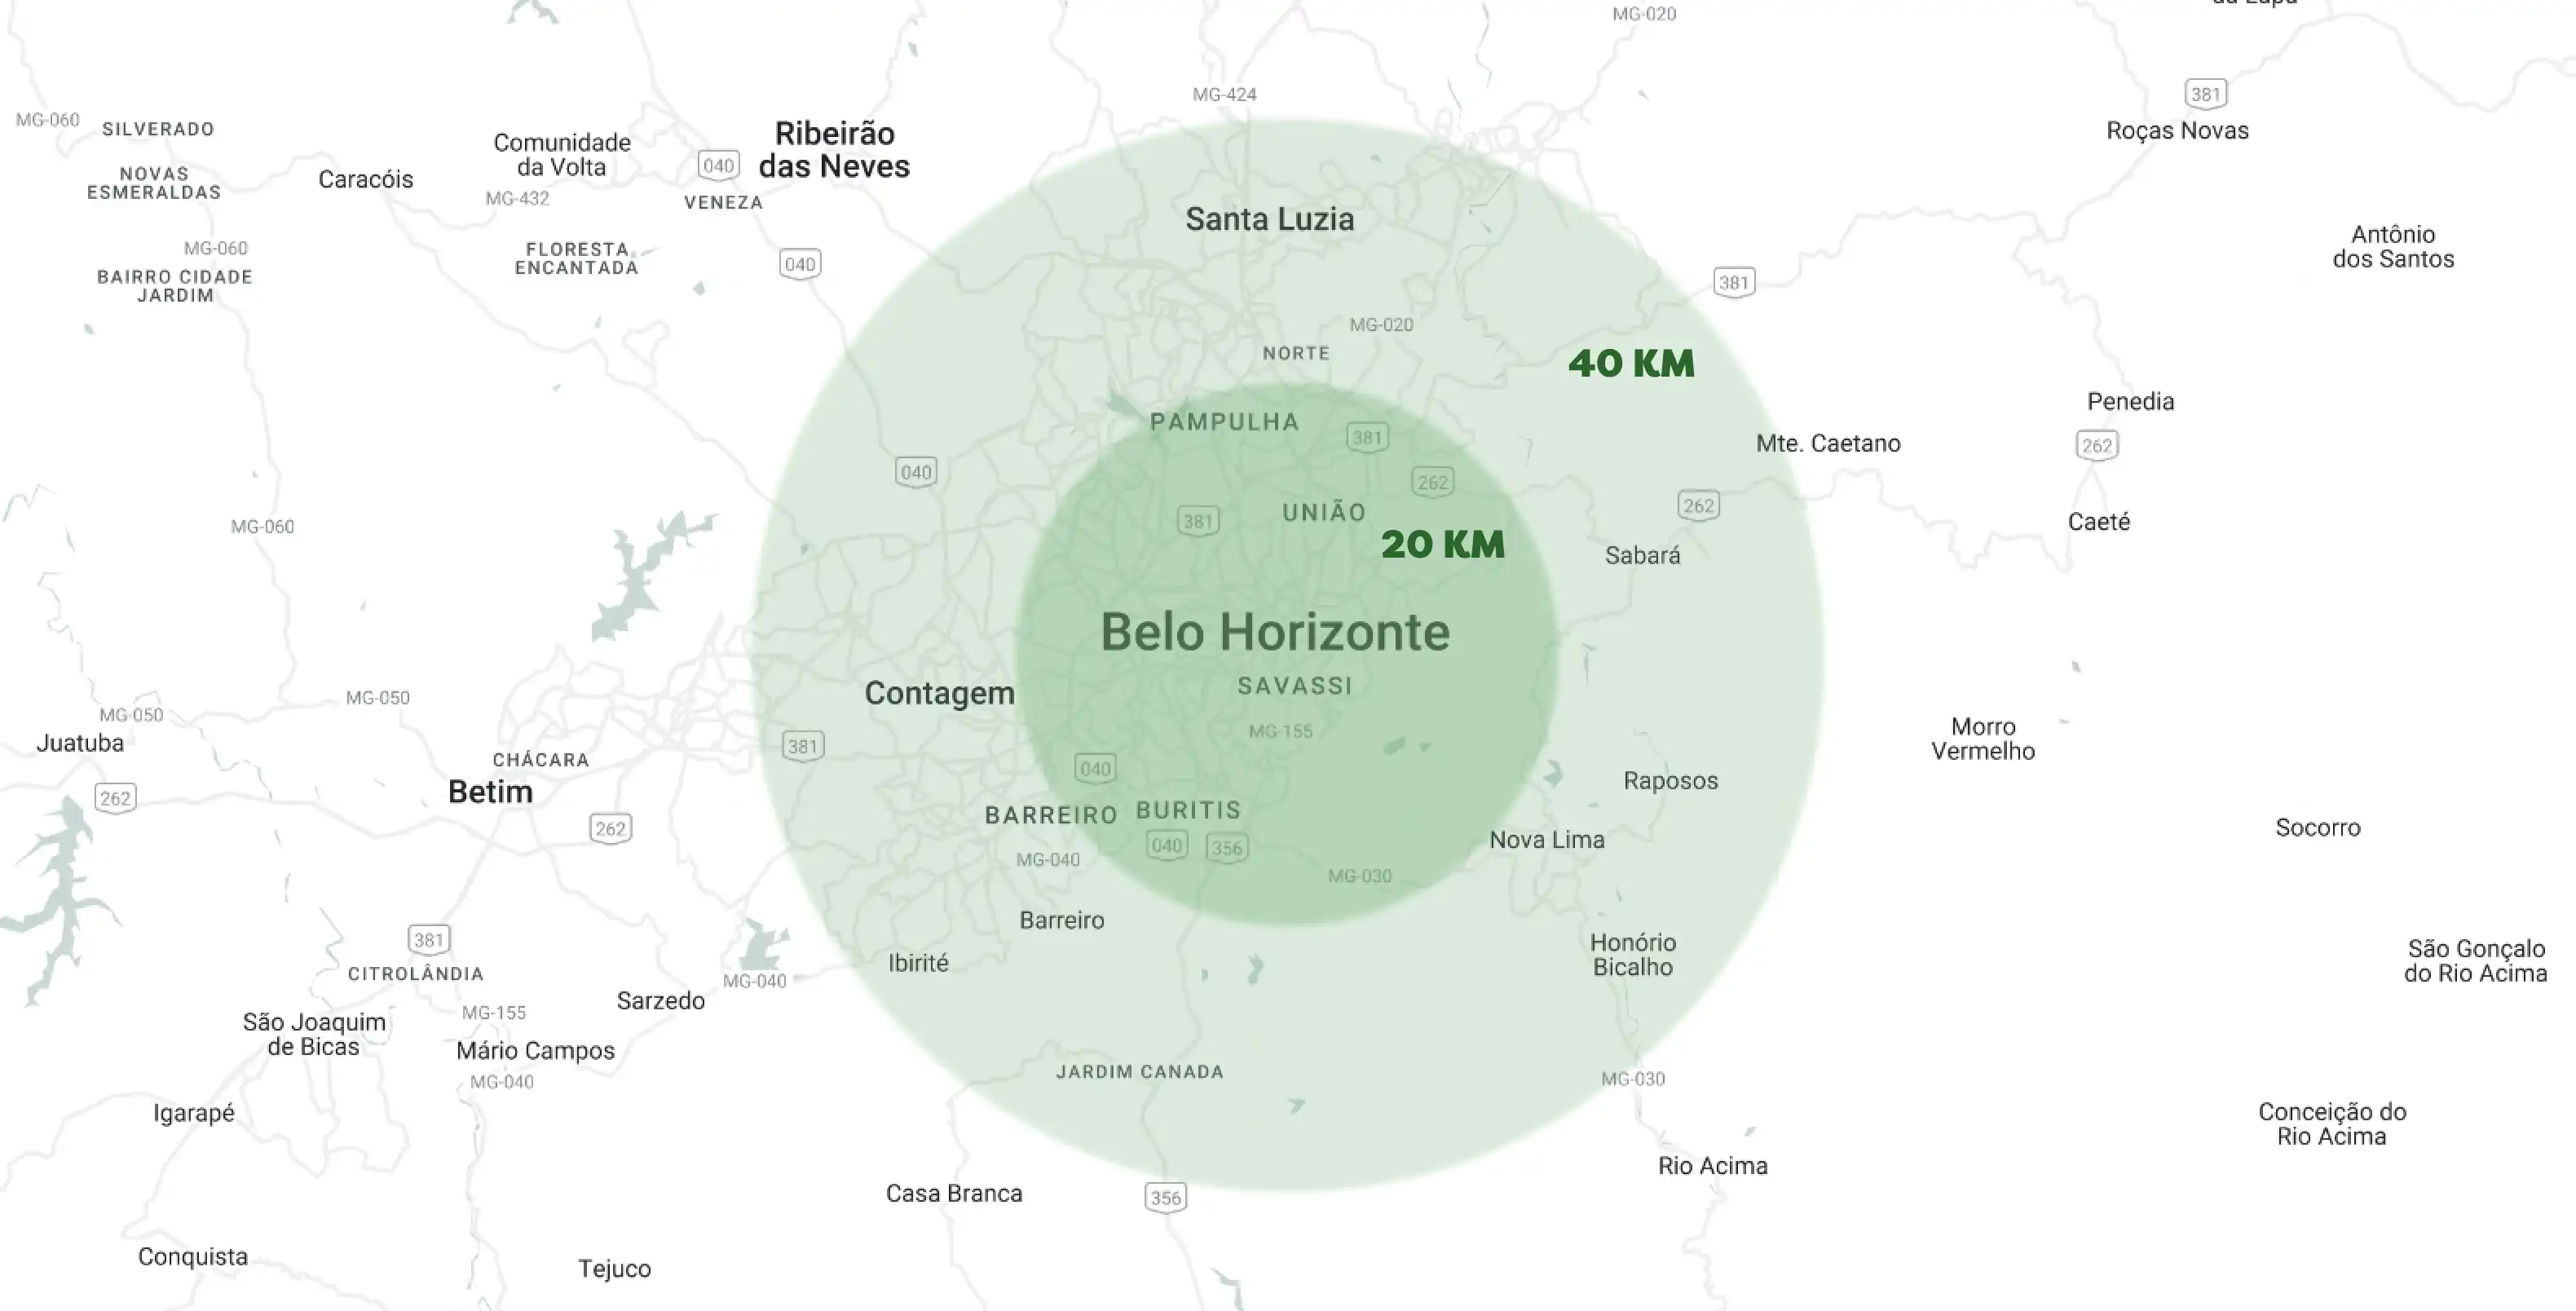 da Lapa
MG-020
MG-424
381
MG-060
SILVERADO
Comunidade
da Volta
Ribeirão
das Neves
040
Roças Novas
NOVAS
ESMERALDAS
Caracóis
MG-432
VENEZA
Santa Luzia
MG-060
FLORESTA
ENCANTADA
040
381
Antônio
dos Santos
BAIRRO CIDADE
JARDIM
MG-020
NORTE
40 KM
Penedia
PAMPULHA
381
Mte. Caetano
262
040
262
262
MG-060
381
UNIÃO
20 KM
Sabará
Caeté
Belo Horizonte
SAVASSI
Contagem
MG-050
MG-050
Juatuba
MG-155
Morro
Vermelho
381
CHÁCARA
Betim
040
Raposos
262
262
BARREIRO
BURITIS
Nova Lima
Socorro
MG-040
040
356
MG-030
381
Barreiro
Honório
Bicalho
São Gonçalo
do Rio Acima
CITROLÂNDIA
Ibirité
MG-040
Sarzedo
MG-155
São Joaquim
de Bicas
Mário Campos
MG-040
JARDIM CANADA
MG-030
Igarapé
Conceição do
Rio Acima
Rio Acima
Casa Branca
356
Conquista
Tejuco